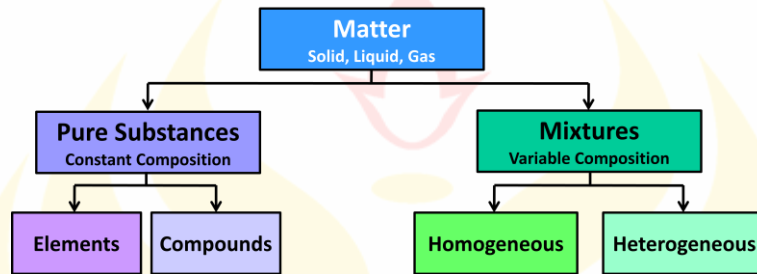 Matter
Solid, Liquid, Gas
Pure Substances
Constant Composition
Mixtures
Variable Composition
Elements
Compounds
Homogeneous
Heterogeneous